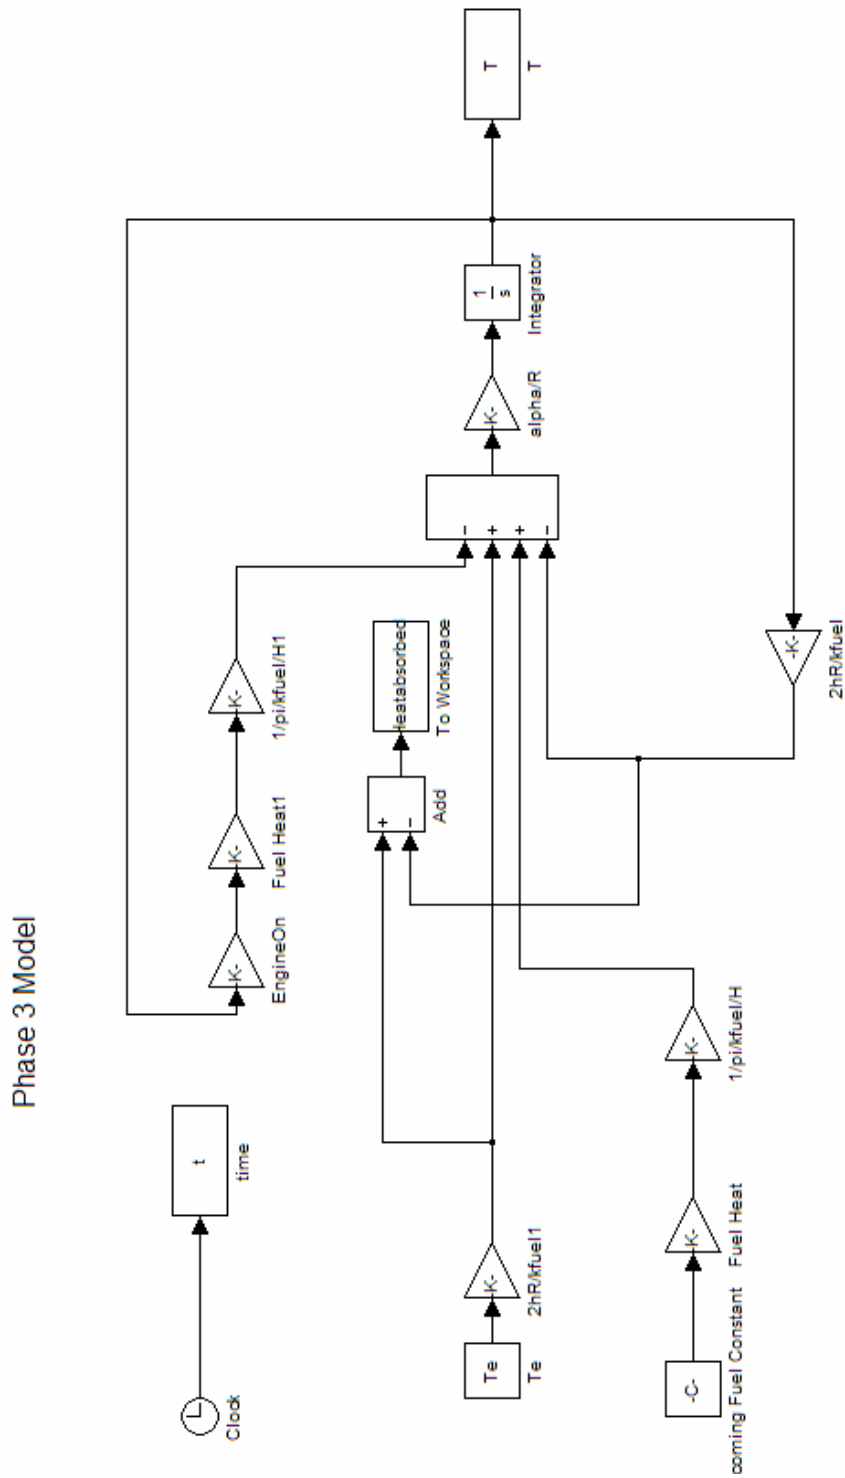 Phase 3 Model
Clock
t
time
-K-
EngineOn
-K-
Fuel Heat1
-K-
1/pi/kfuel/H1
Te
Te
-K-
2hR/kfuel1
+
-
Add
Heatabsorbed
To Workspace
-
+
+
-
-K-
alpha/R
1
s
Integrator
T
T
-C-
coming Fuel Constant
-K-
Fuel Heat
-K-
1/pi/kfuel/H
-K-
2hR/kfuel